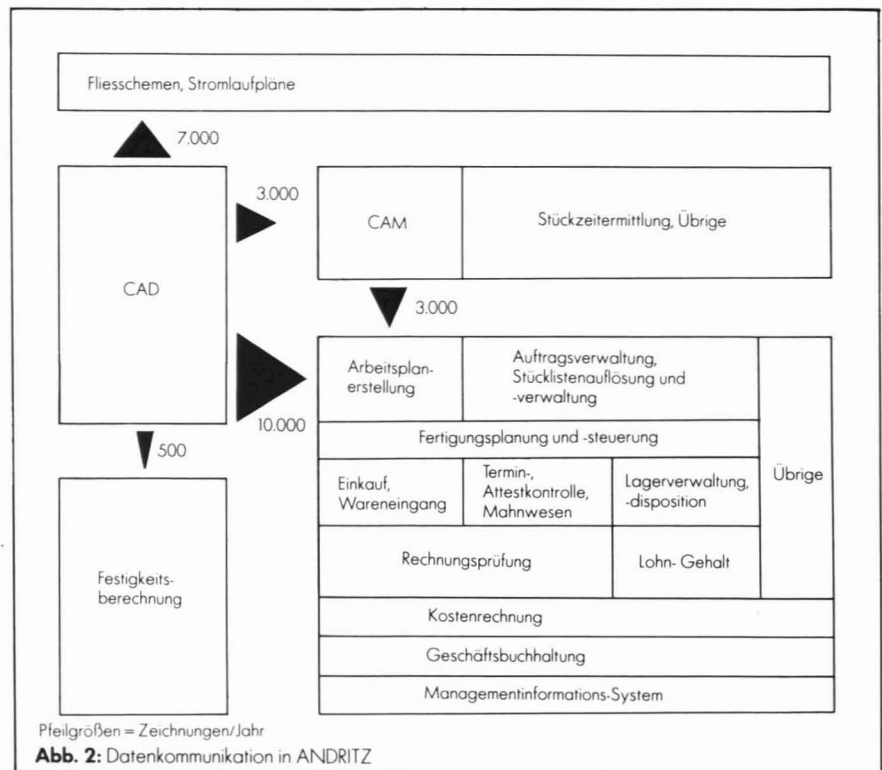 Fliesschemen, Stromlaufpläne
7.000
3.000
CAD
CAM
Stückzeitermittlung, Übrige
3.000
10.000
500
Arbeitsplan-
erstellung
Auftragsverwaltung,
Stücklistenauflösung und
-verwaltung
Übrige
Fertigungsplanung und -steuerung
Einkauf,
Wareneingang
Termin-,
Attestkontrolle,
Mahnwesen
Lagerverwaltung,
-disposition
Rechnungsprüfung
Lohn- Gehalt
Festigkeits-
berechnung
Kostenrechnung
Geschäftsbuchhaltung
Managementinformations-System
Pfeilgrößen = Zeichnungen/Jahr
Abb. 2: Datenkommunikation in ANDRITZ